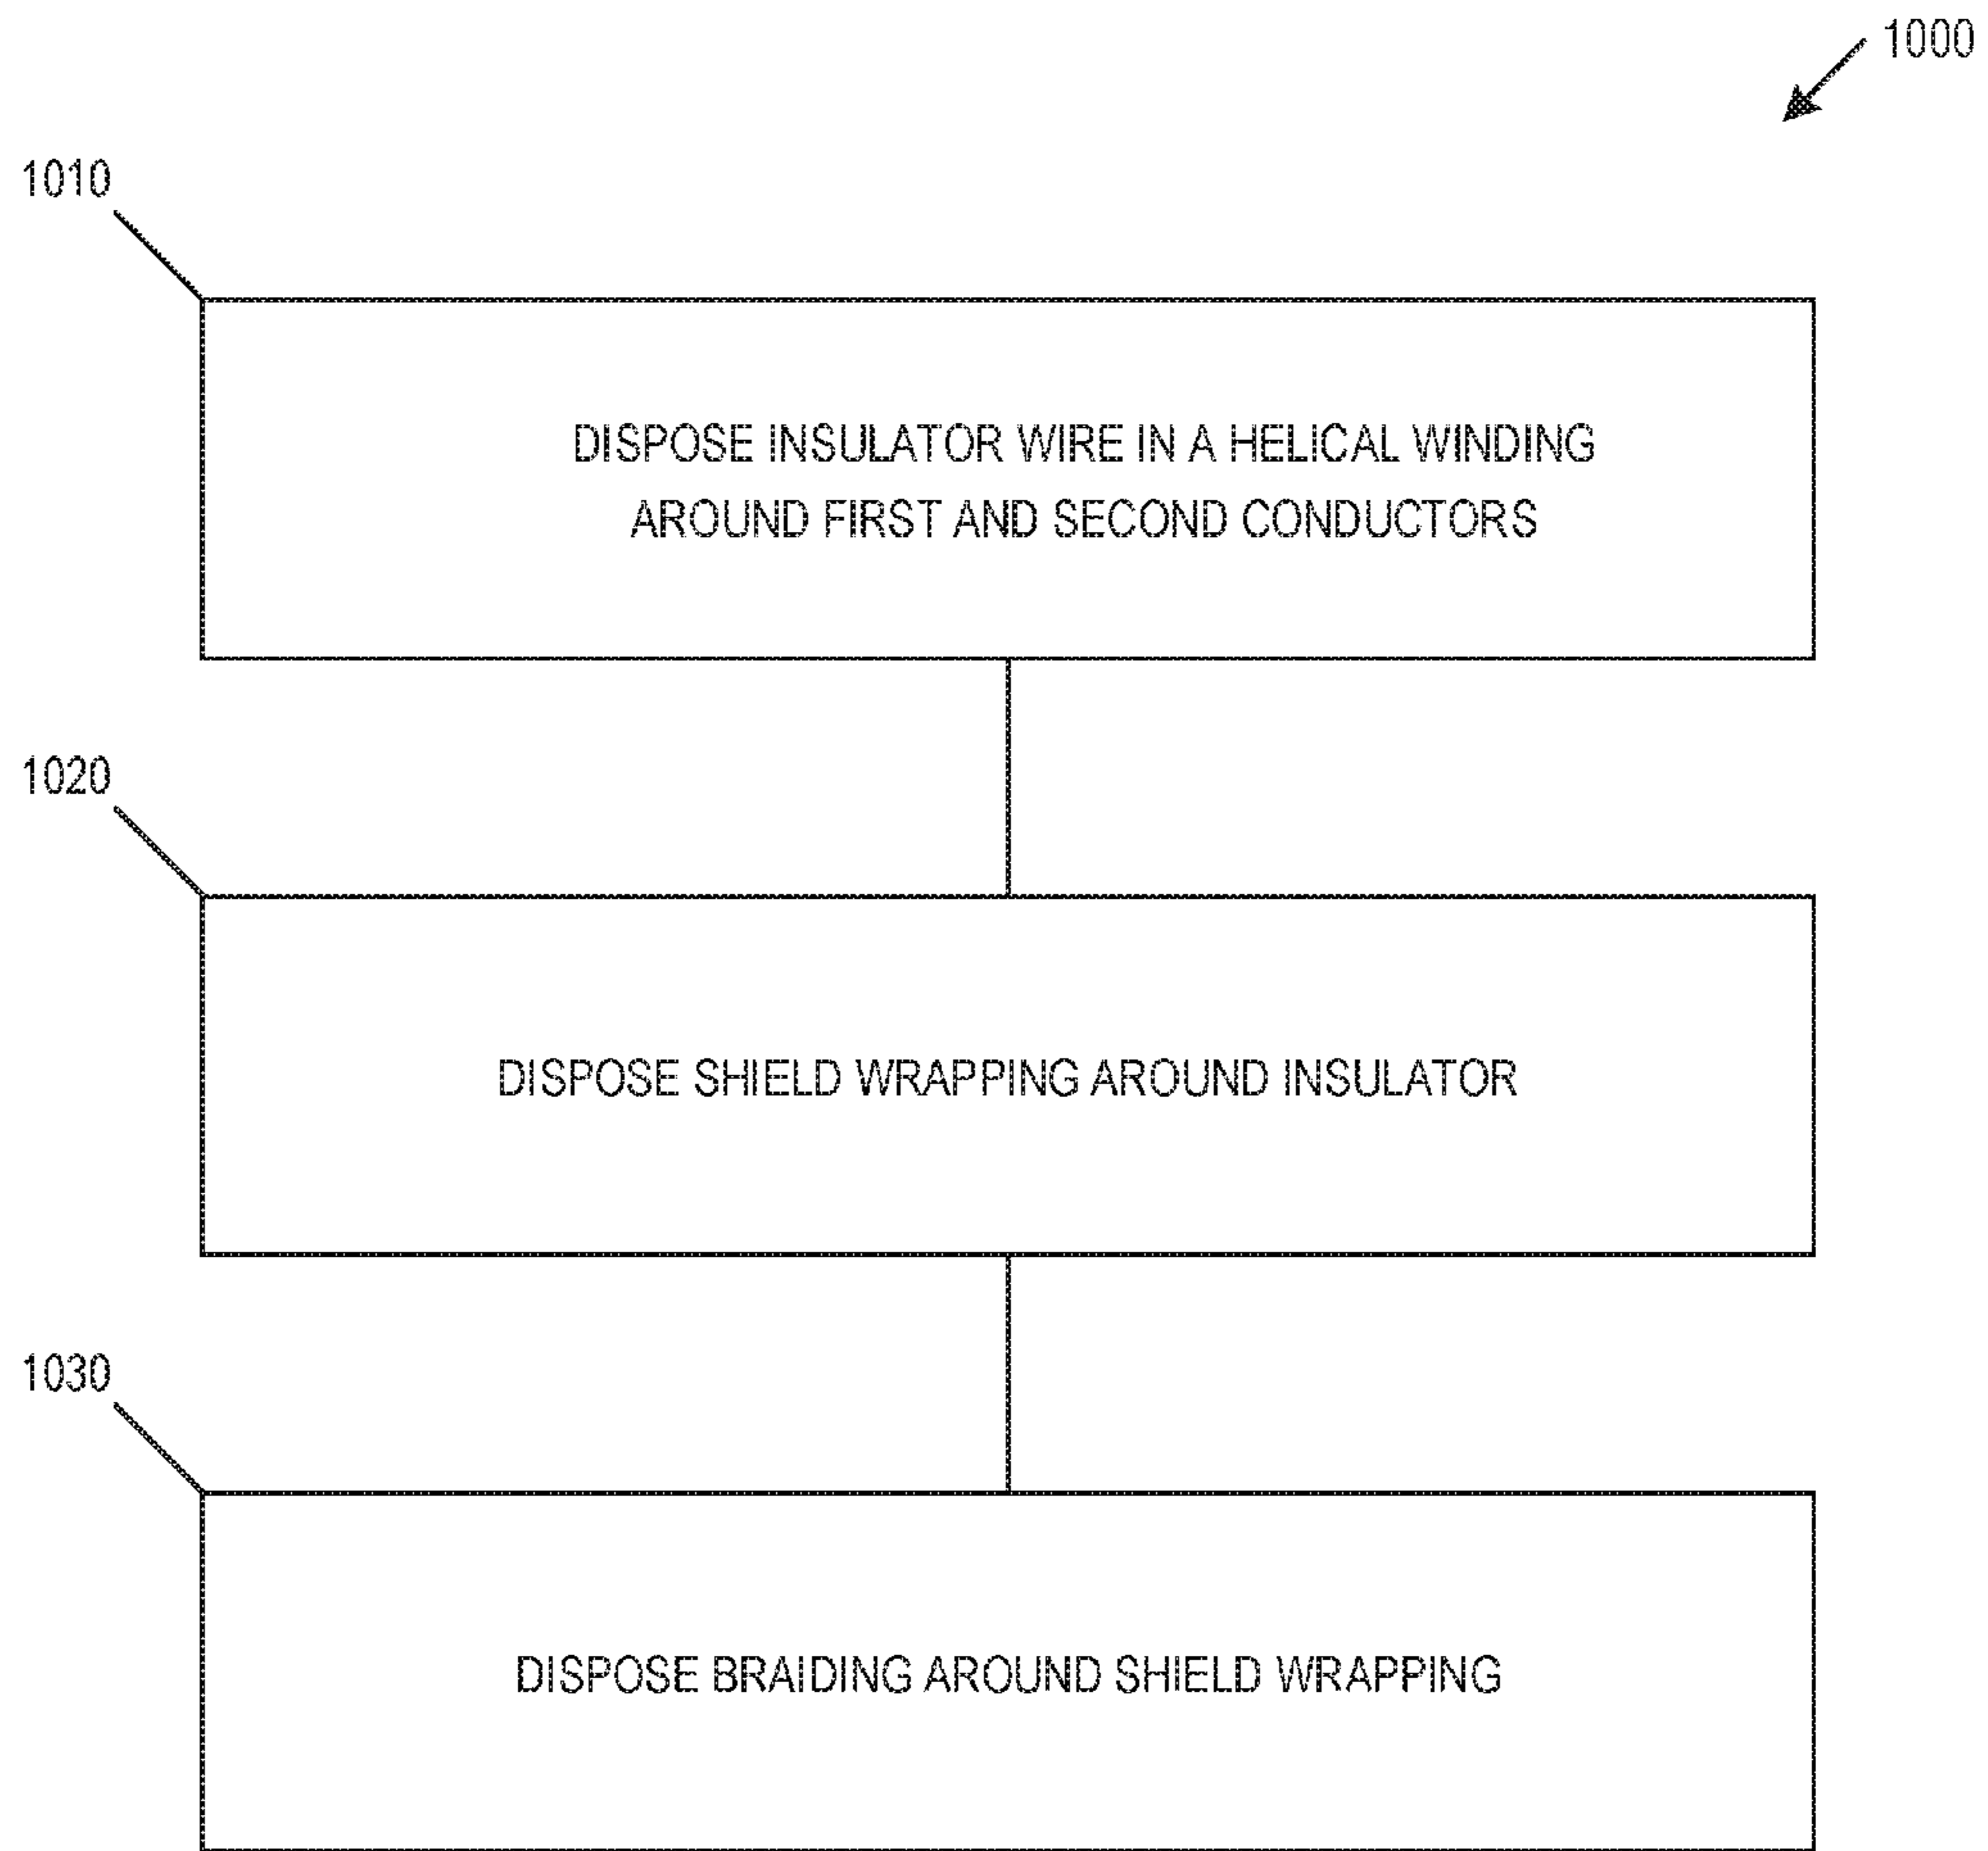 1000
1010
DISPOSE INSULATOR WIRE IN A HELICAL WINDING
AROUND FIRST AND SECOND CONDUCTORS
1020
DISPOSE SHIELD WRAPPING AROUND INSULATOR
1030
DISPOSE BRAIDING AROUND SHIELD WRAPPING